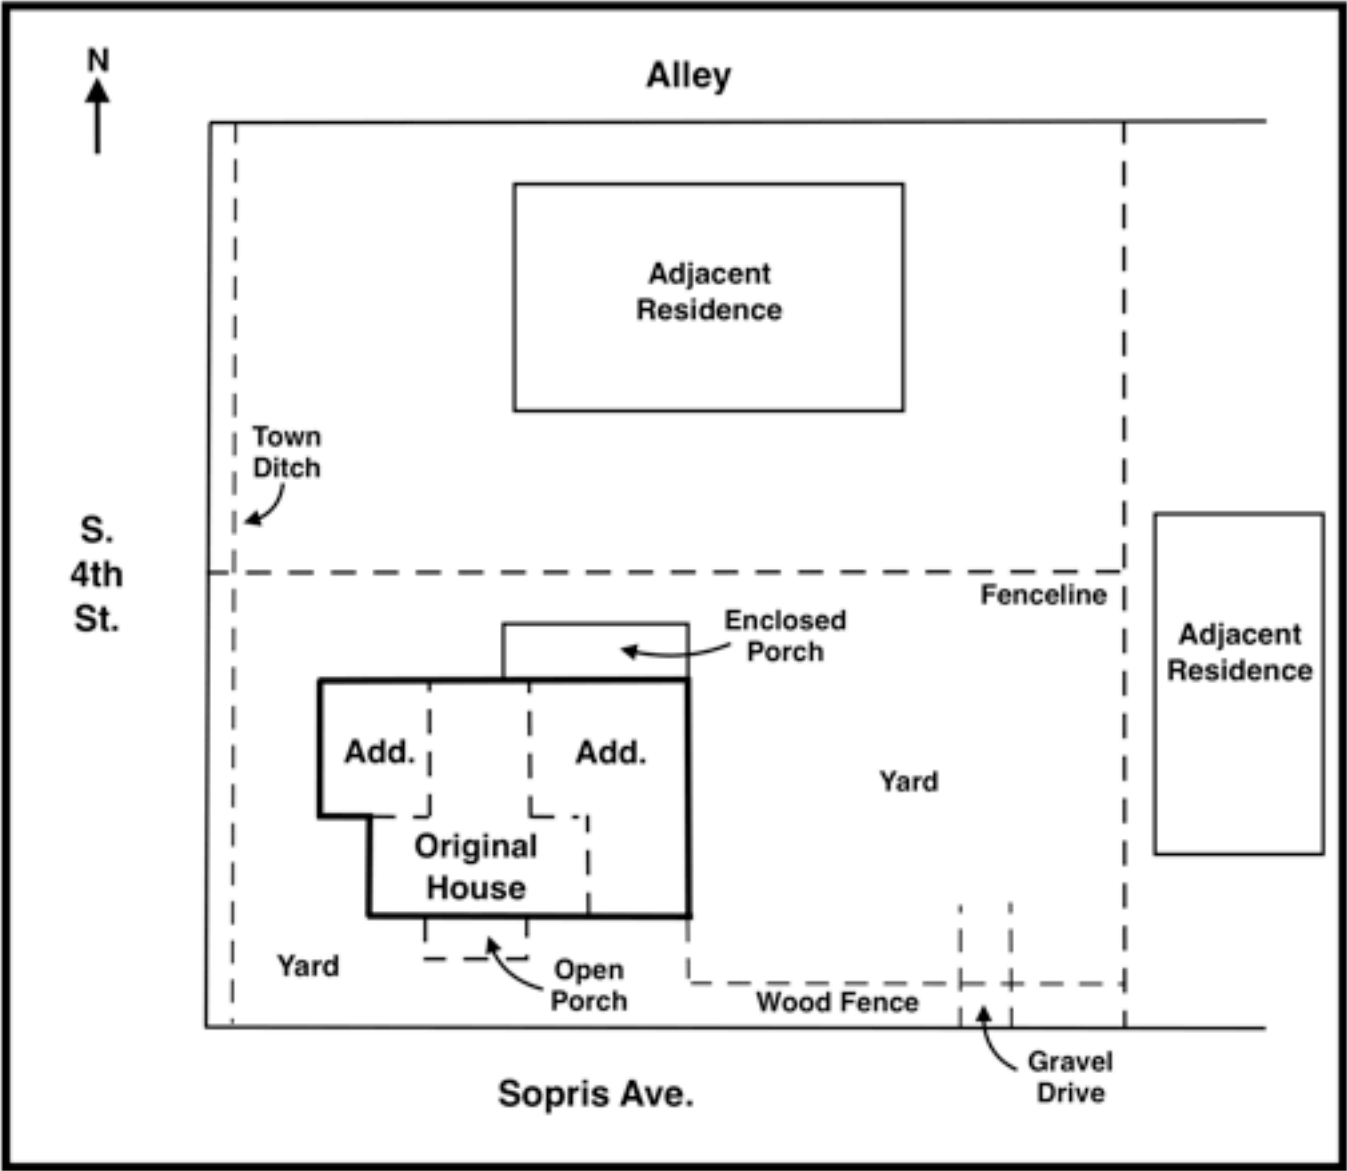 N
Alley
Adjacent
Residence
Town
Ditch
S.
4th
St.
Fenceline
Enclosed
Porch
Adjacent
Residence
Add.
Add.
Yard
Original
House
Yard
Open
Porch
Wood Fence
Gravel
Drive
Sopris Ave.